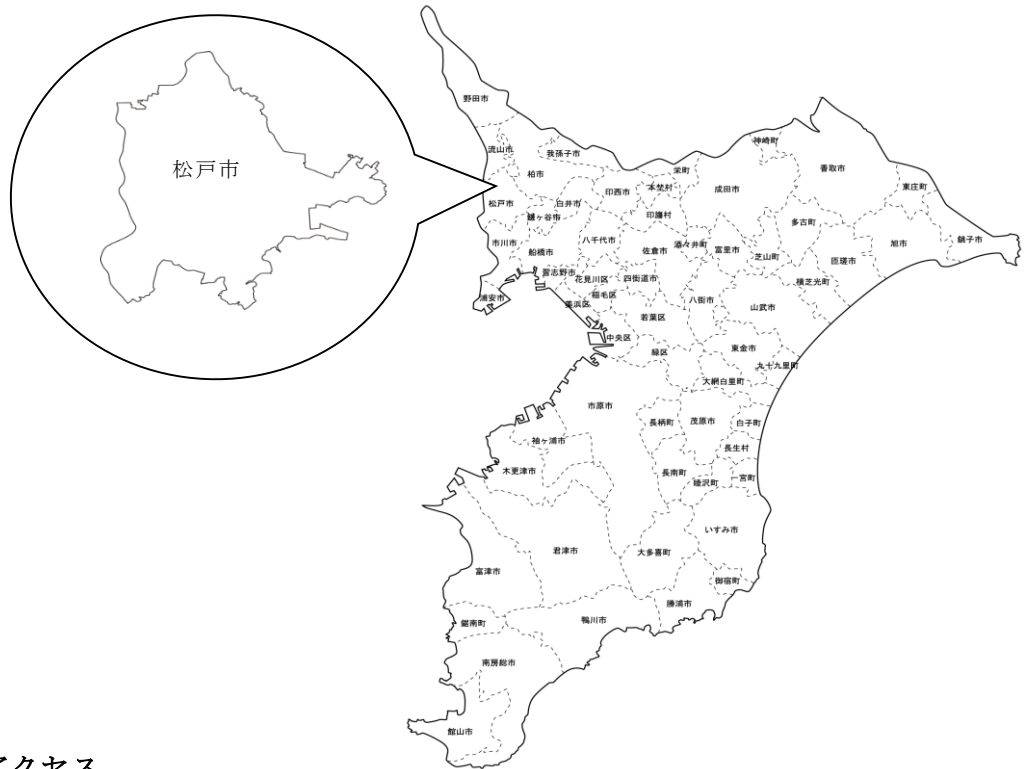 松戸市
野田市
流山市
我孫子市
柏市
神崎町
栄町
香取市
印西市
本埜村
成田市
東庄町
松戸市
鎌ヶ谷市
白井市
印旛村
多古町
市川市
船橋市
八千代市
佐倉市
酒々井町
富里市
芝山町
匝瑳市
旭市
銚子市
習志野市
花見川区
四街道市
横芝光町
浦安市
美浜区
稲毛区
若葉区
八街市
山武市
中央区
緑区
東金市
九十九里町
大網白里町
市原市
長柄町
茂原市
白子町
袖ヶ浦市
長生村
木更津市
長南町
睦沢町
一宮町
いすみ市
君津市
大多喜町
富津市
御宿町
勝浦市
鋸南町
鴨川市
南房総市
館山市
アクセス